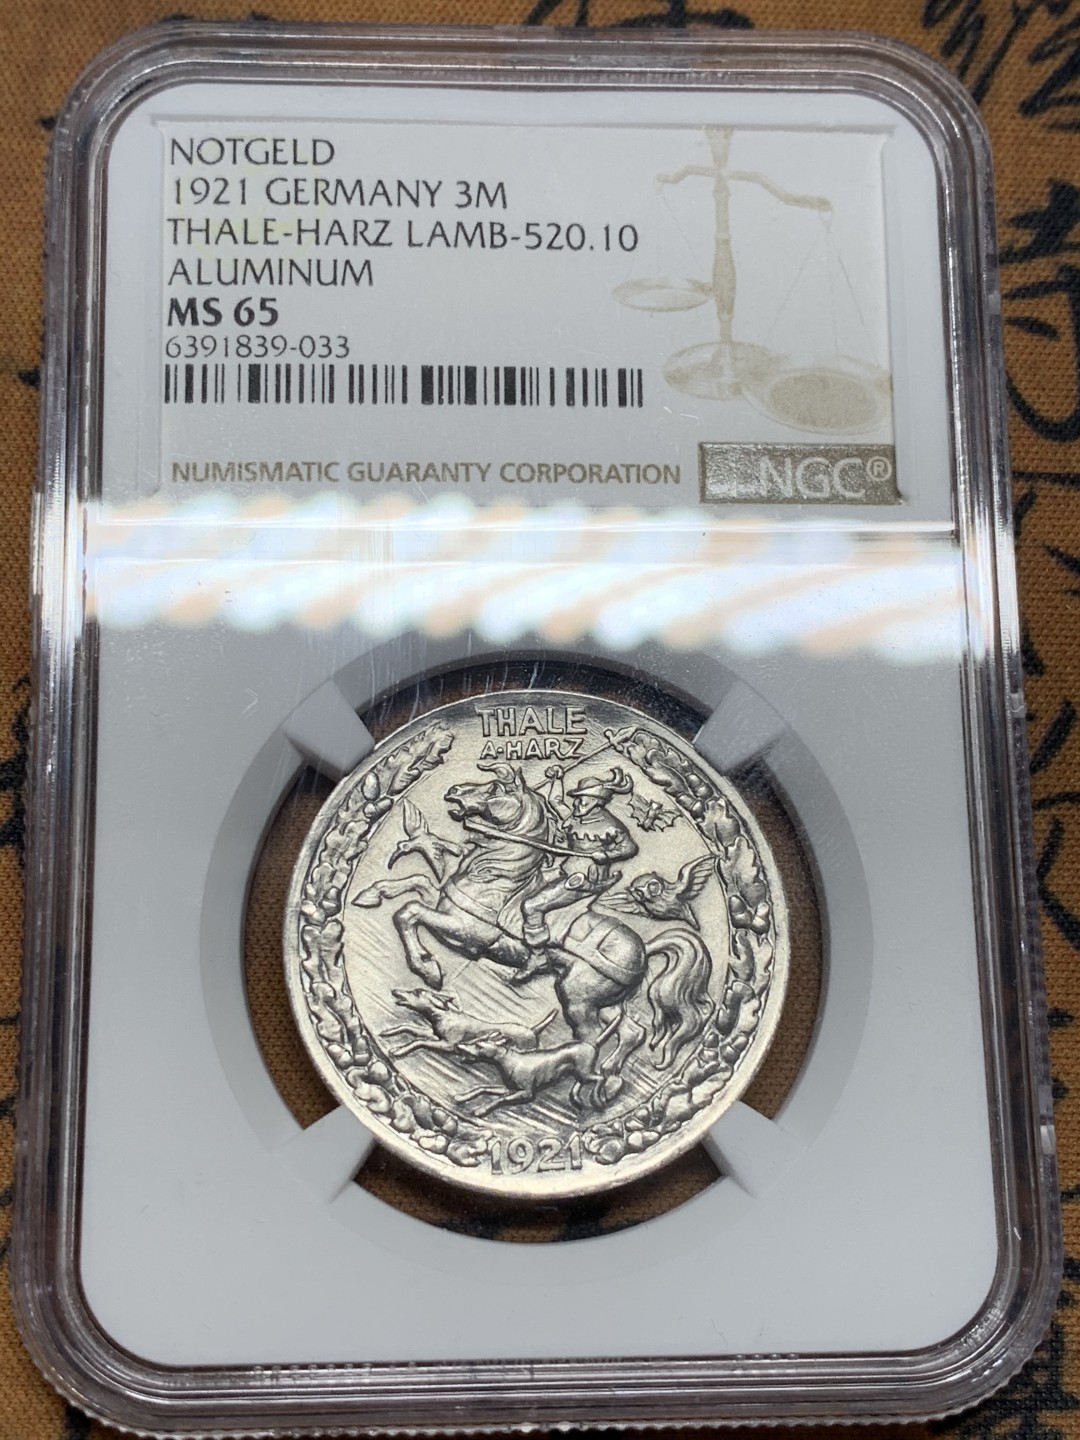 NOTGELD
1921 GERMANY 3M
THALE-HARZ LAMB-520.10
ALUMINUM
MS 65
6391839-033
NUMISMATIC GUARANTY CORPORATION
NGC®
THALE
A·HARZ
1921